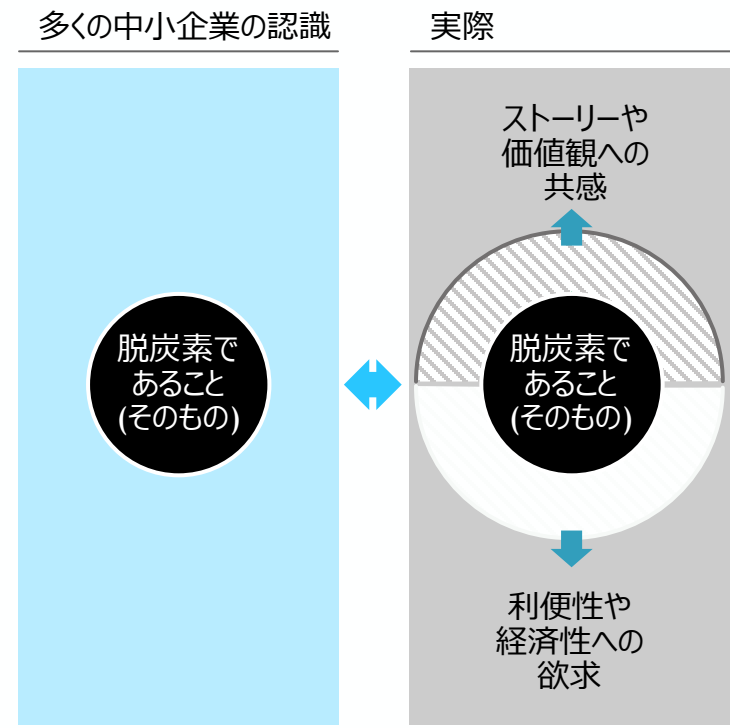 多くの中小企業の認識
脱炭素で
あること
(そのもの)
実際
ストーリーや
価値観への
共感
脱炭素で
あること
(そのもの)
利便性や
経済性への
欲求